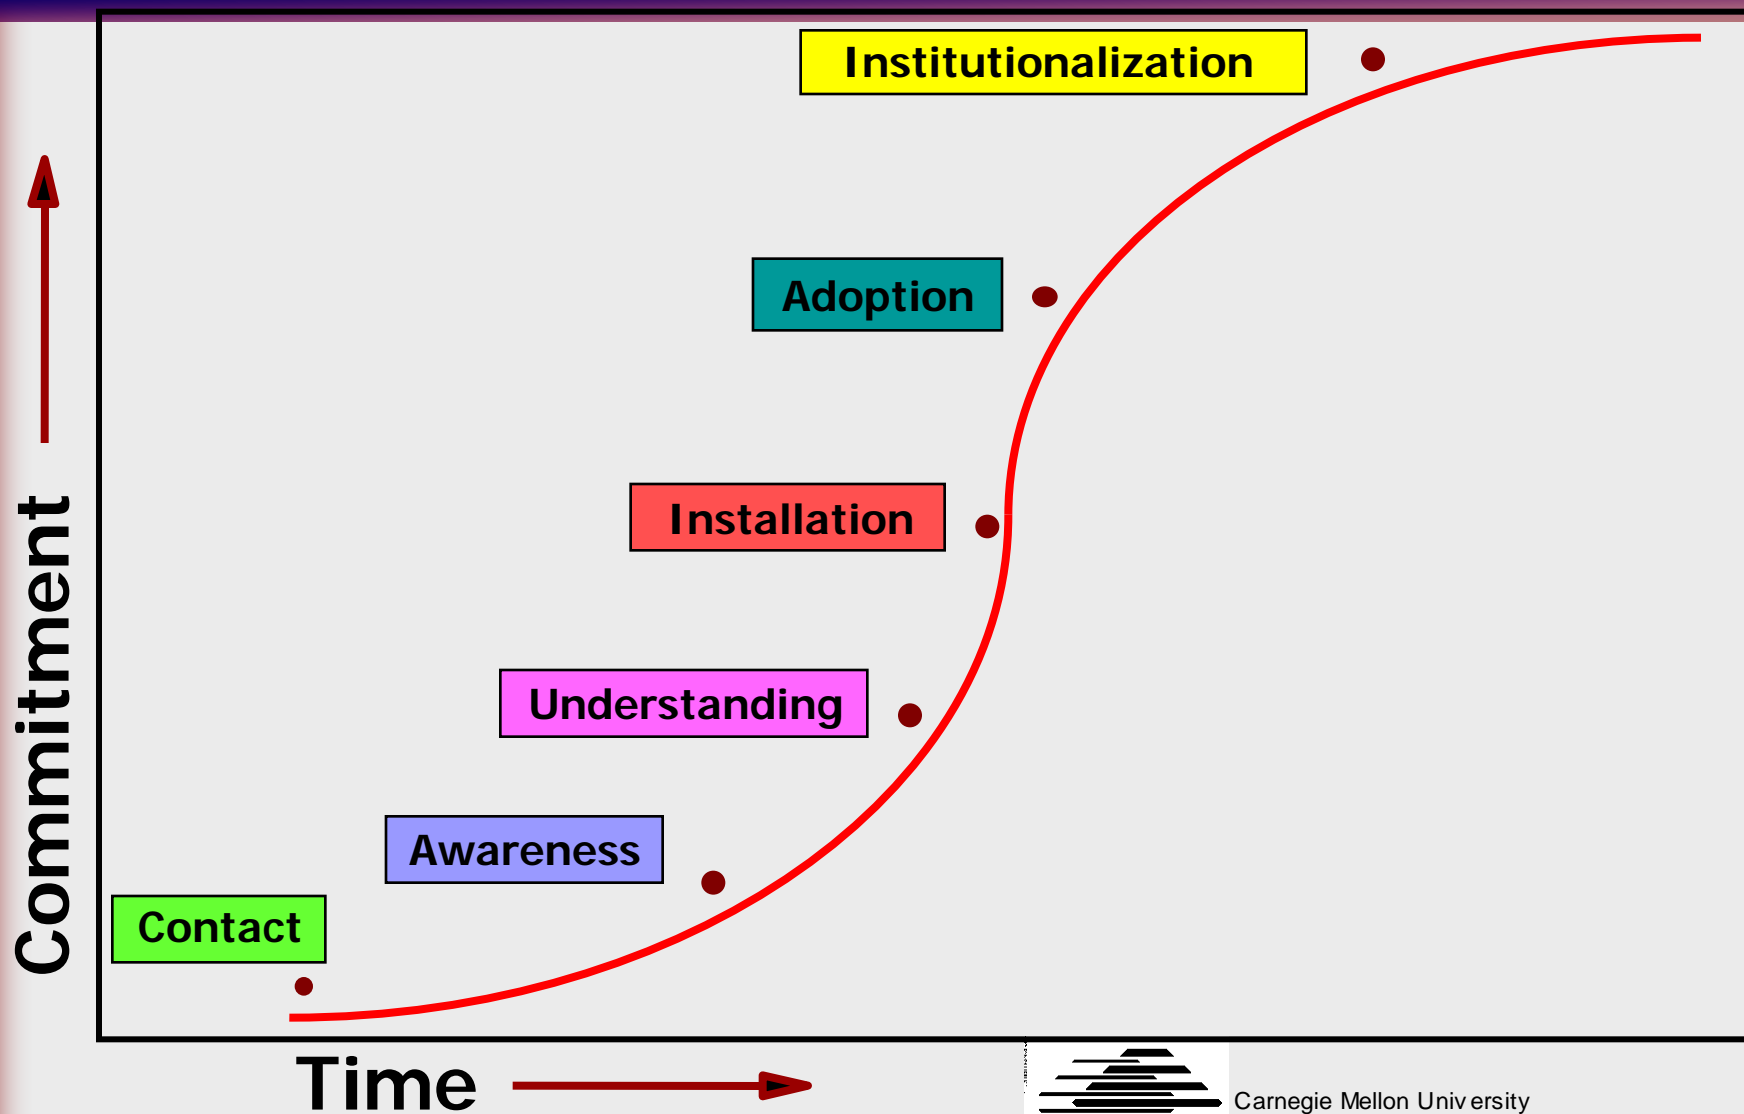 Institutionalization
Adoption
Installation
Understanding
Awareness
Contact
Commitment
Time
Carnegie Mellon University